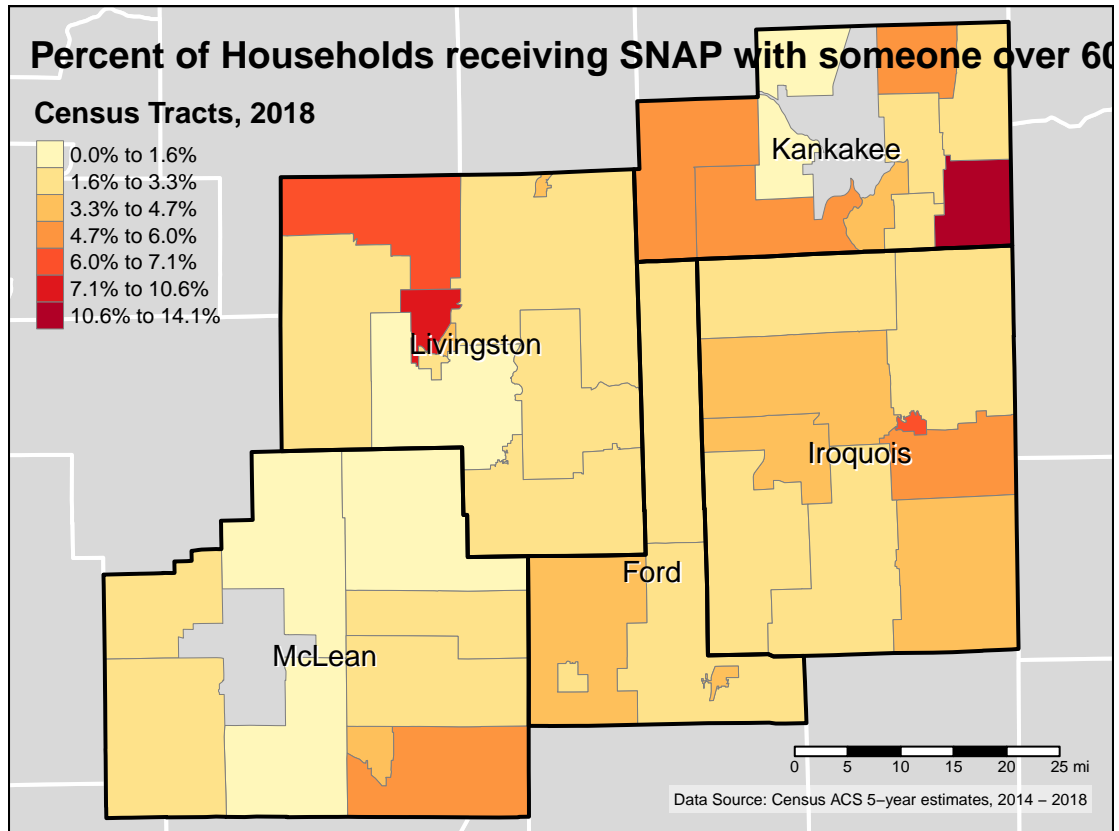 Percent of Households receiving SNAP with someone over 60
Census Tracts, 2018
0.0% to 1.6%
1.6% to 3.3%
3.3% to 4.7%
4.7% to 6.0%
6.0% to 7.1%
7.1% to 10.6%
10.6% to 14.1%
Kankakee
Livingston
Iroquois
Ford
McLean
0 5 10 15 20 25 mi
Data Source: Census ACS 5−year estimates, 2014 − 2018